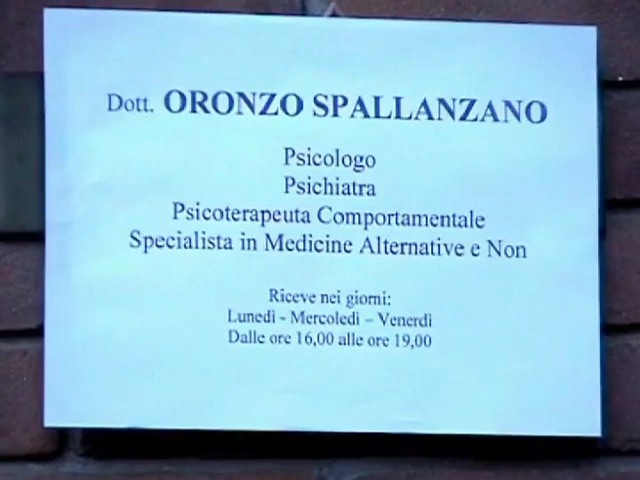 Dott. ORONZO SPALLANZANO
Psicologo
Psichiatra
Psicoterapeuta Comportamentale
Specialista in Medicine Alternative e Non
Riceve nei giorni:
Lunedì - Mercoledì – Venerdì
Dalle ore 16,00 alle ore 19,00